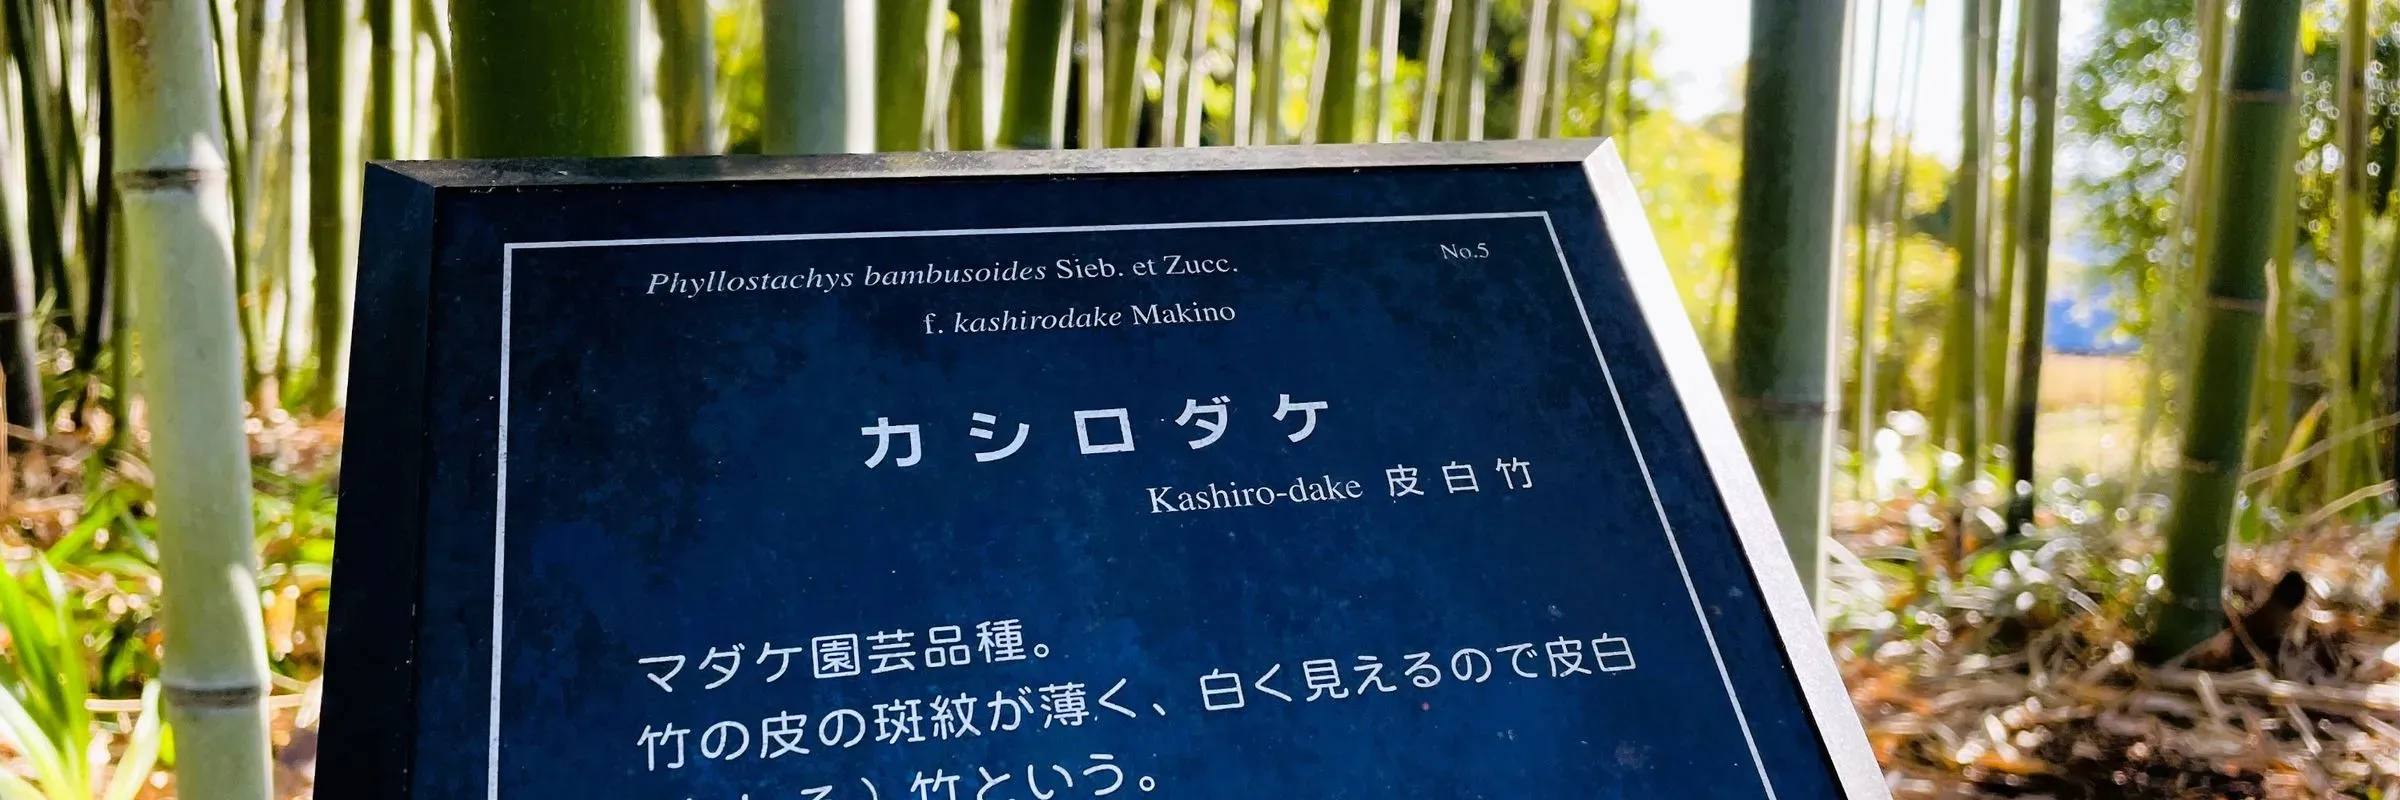 No.5
Phyllostachys bambusoides Sieb. et Zucc.
f. kashirodake Makino
カシロダケ
Kashiro-dake 皮白竹
マダケ園芸品種。
竹の皮の斑紋が薄く、白く見えるので皮白
）竹という。